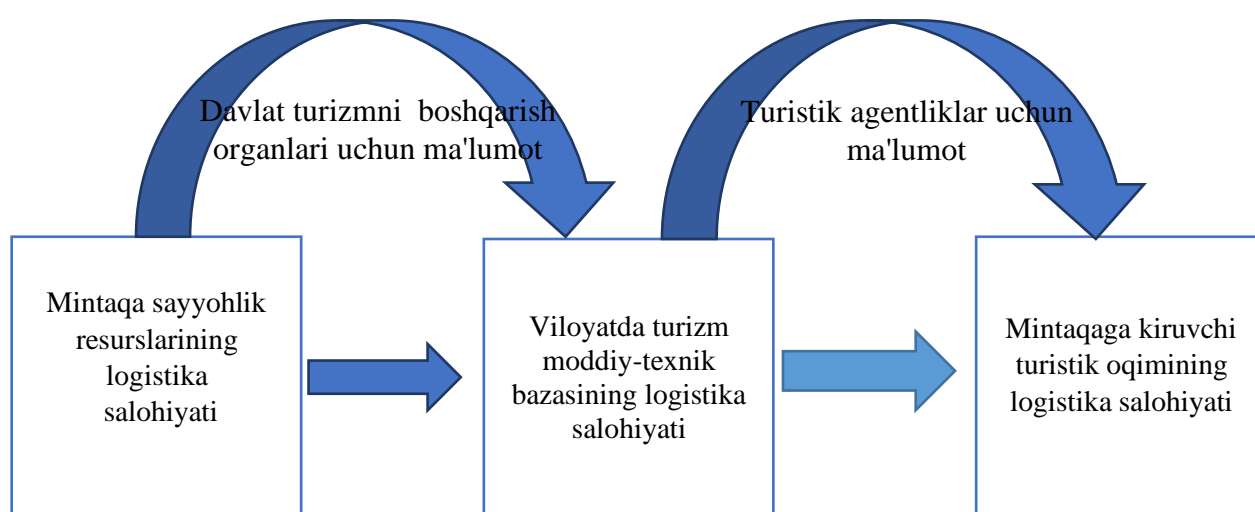 Davlat turizmni boshqarish
organlari uchun ma'lumot
Turistik agentliklar uchun
ma'lumot
Mintaqa sayyohlik
resurslarining
logistika
salohiyati
Viloyatda turizm
moddiy-texnik
bazasining logistika
salohiyati
Mintaqaga kiruvchi
turistik oqimining
logistika salohiyati